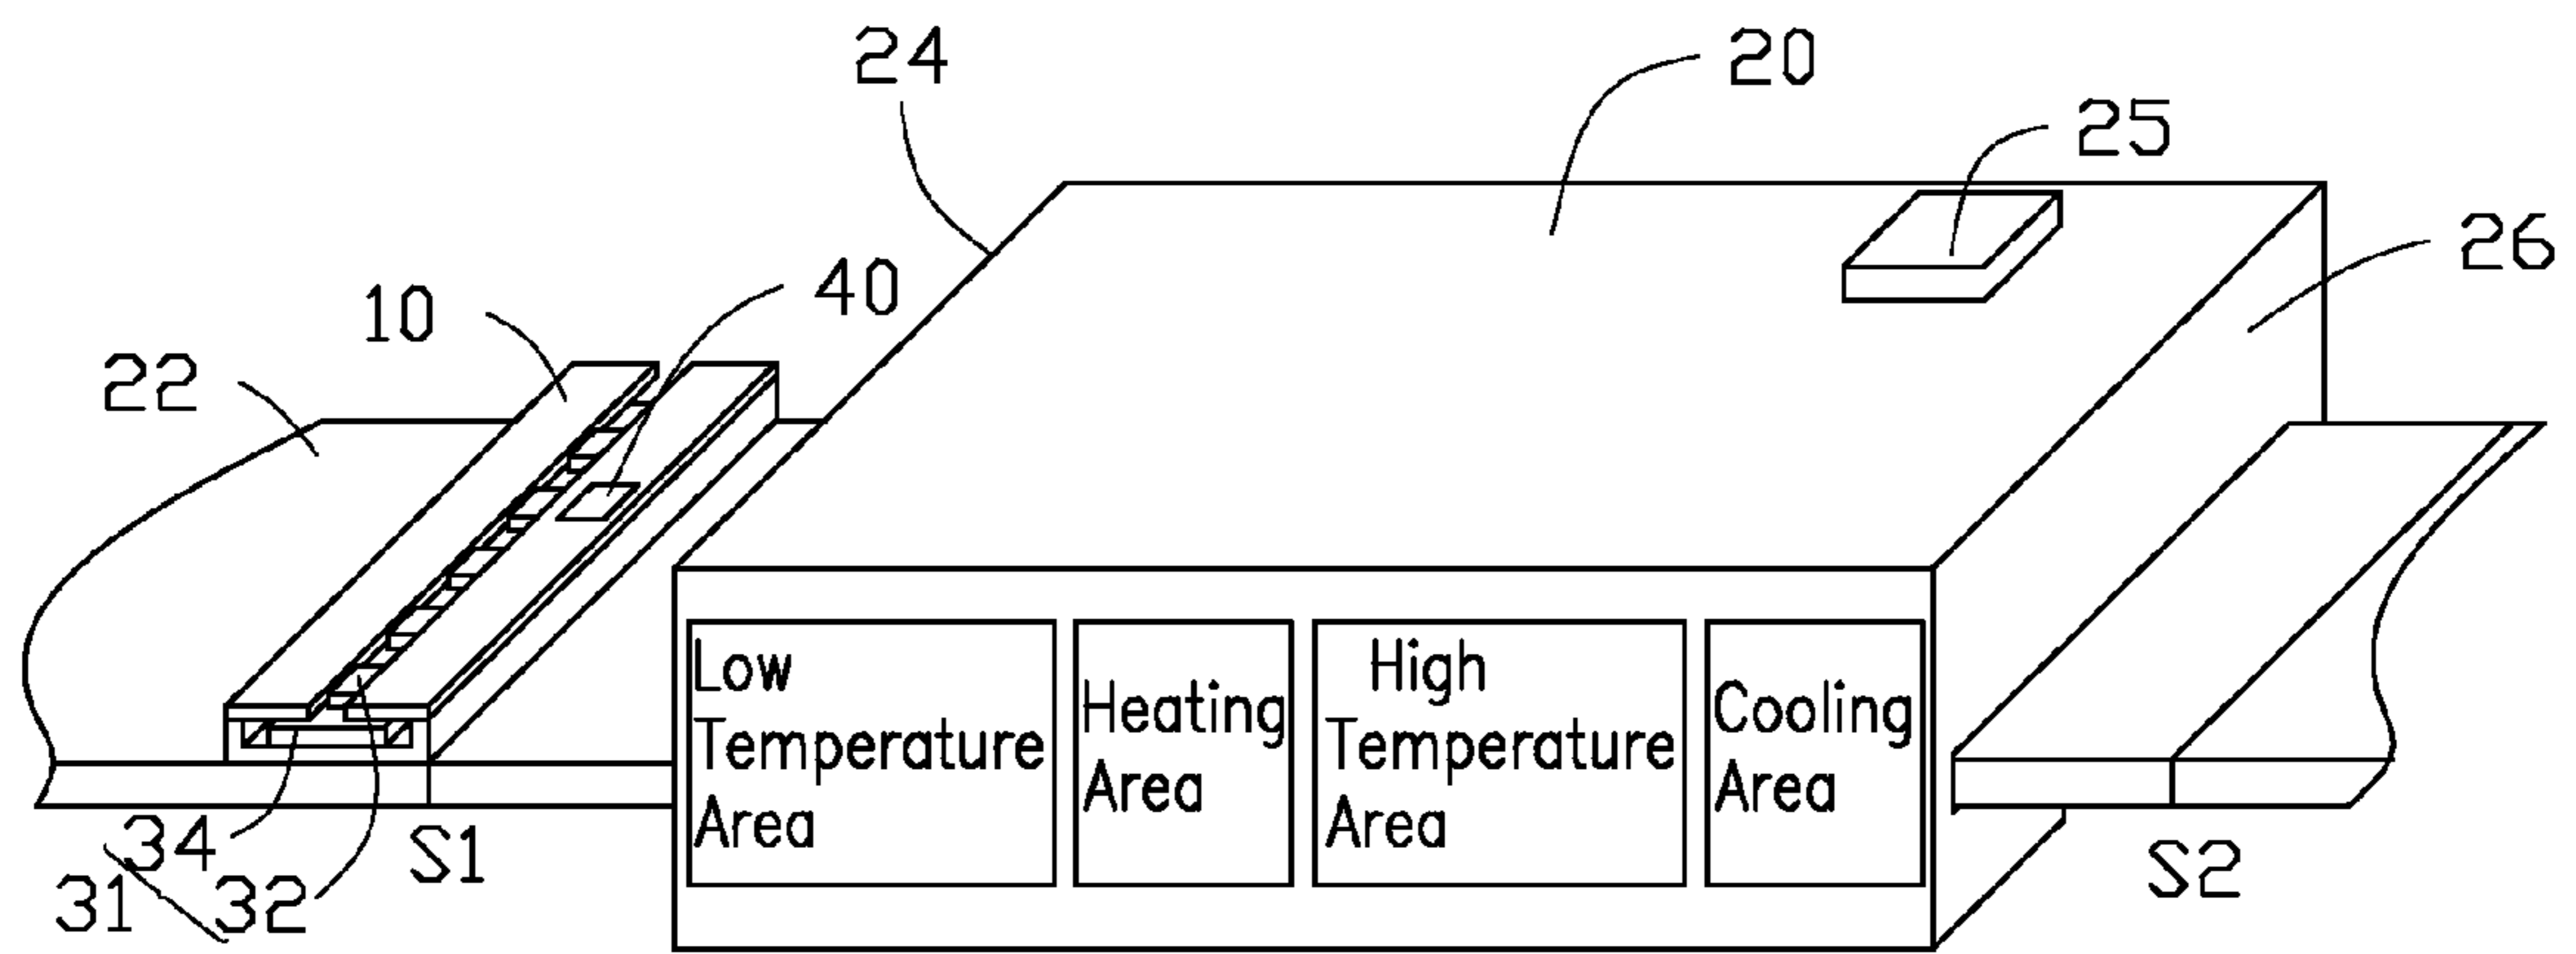 24
20
25
26
40
10
22
Low
Temperature
Area
Heating
Area
High
Temperature
Area
Cooling
Area
34
S1
31
32
S2